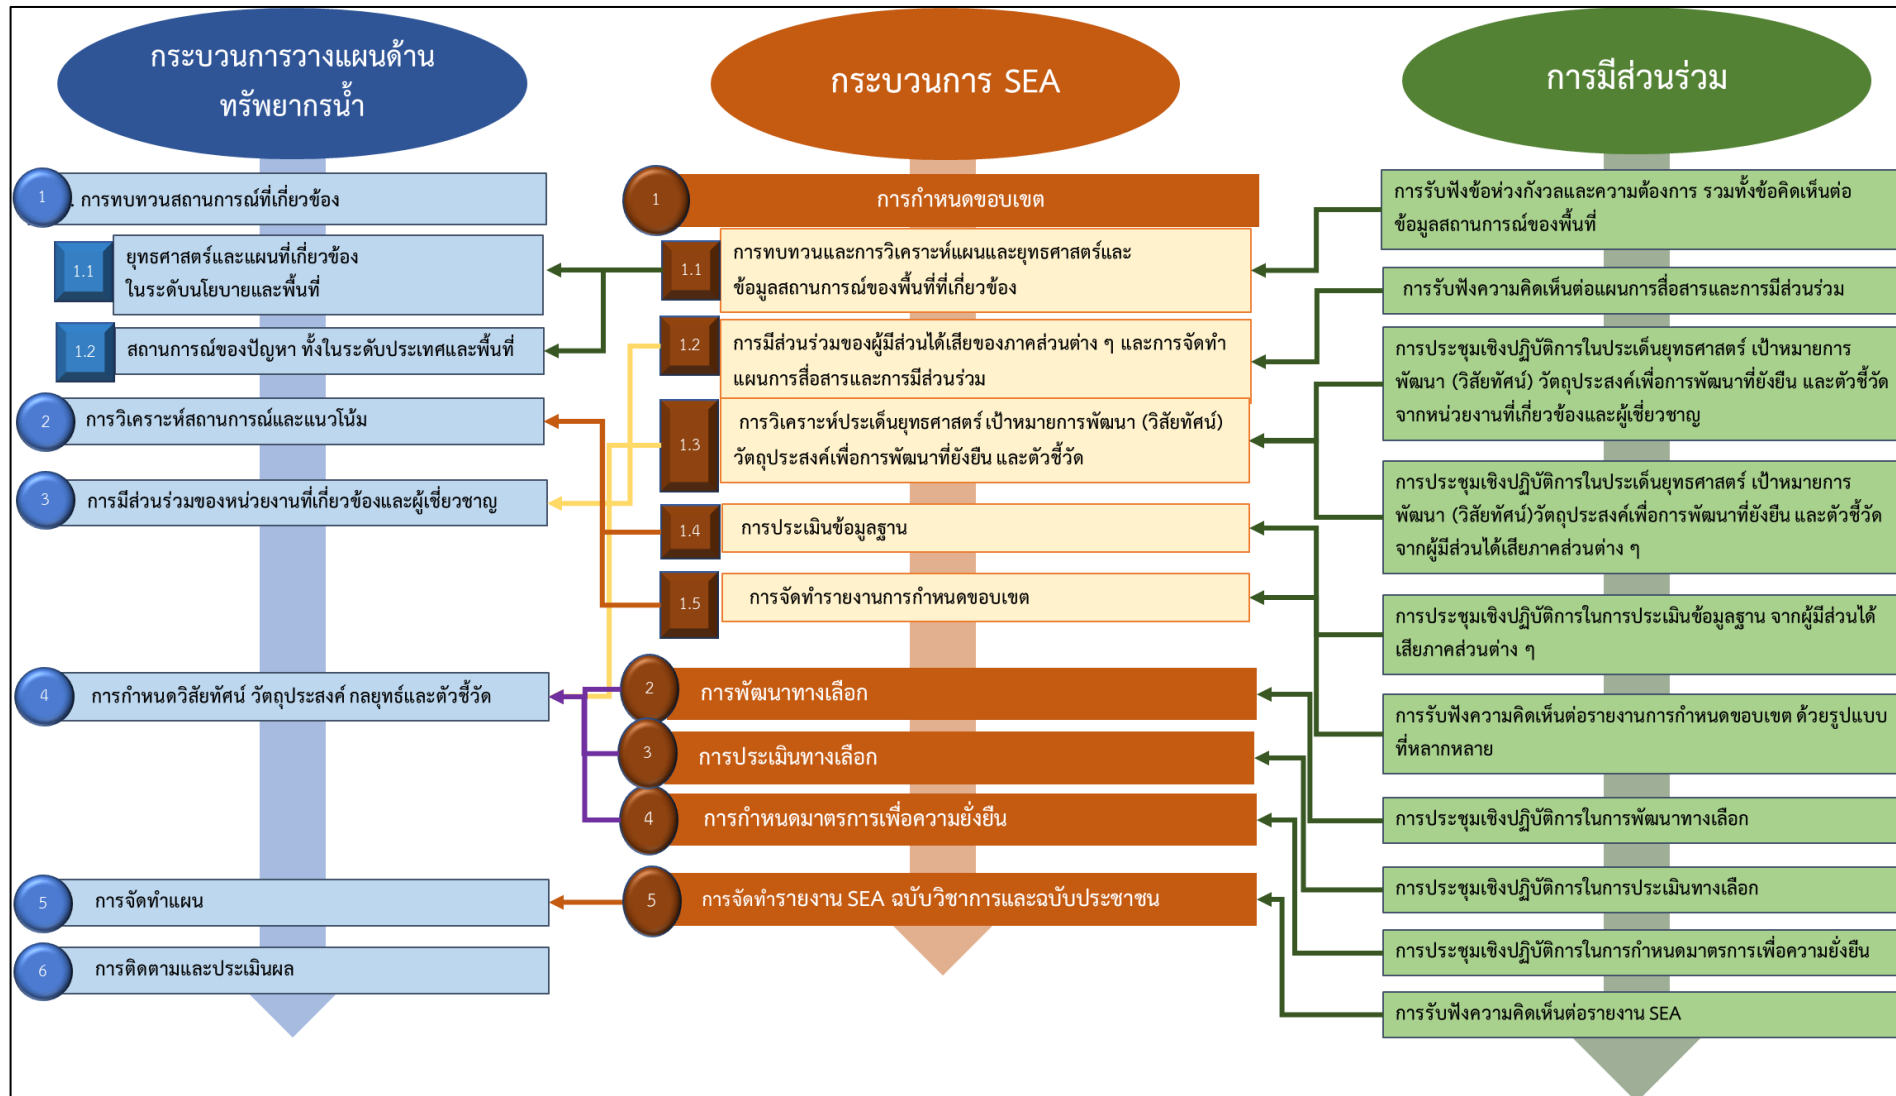 กระบวนการวางแผนด้าน
ทรัพยากรน้ำ
1
. การทบทวนสถานการณ์ที่เกี่ยวข้อง
1.1
ยุทธศาสตร์และแผนที่เกี่ยวข้อง
ในระดับนโยบายและพื้นที่
1.2
สถานการณ์ของปัญหา ทั้งในระดับประเทศและพื้นที่
2
การวิเคราะห์สถานการณ์และแนวโน้ม
3
การมีส่วนร่วมของหน่วยงานที่เกี่ยวข้องและผู้เชี่ยวชาญ
4
การกำหนดวิสัยทัศน์ วัตถุประสงค์ กลยุทธ์และตัวชี้วัด
5
การจัดทำแผน
6
การติดตามและประเมินผล
กระบวนการ SEA
1
การกำหนดขอบเขต
1.1
การทบทวนและการวิเคราะห์แผนและยุทธศาสตร์และ
ข้อมูลสถานการณ์ของพื้นที่ที่เกี่ยวข้อง
1.2
การมีส่วนร่วมของผู้มีส่วนได้เสียของภาคส่วนต่าง ๆ และการจัดทำ
แผนการสื่อสารและการมีส่วนร่วม
1.3
การวิเคราะห์ประเด็นยุทธศาสตร์ เป้าหมายการพัฒนา (วิสัยทัศน์)
วัตถุประสงค์เพื่อการพัฒนาที่ยั่งยืน และตัวชี้วัด
1.4
การประเมินข้อมูลฐาน
1.5
การจัดทำรายงานการกำหนดขอบเขต
2
การพัฒนาทางเลือก
3
การประเมินทางเลือก
4
การกำหนดมาตรการเพื่อความยั่งยืน
5
การจัดทำรายงาน SEA ฉบับวิชาการและฉบับประชาชน
การมีส่วนร่วม
การรับฟังข้อห่วงกังวลและความต้องการ รวมทั้งข้อคิดเห็นต่อ
ข้อมูลสถานการณ์ของพื้นที่
การรับฟังความคิดเห็นต่อแผนการสื่อสารและการมีส่วนร่วม
การประชุมเชิงปฏิบัติการในประเด็นยุทธศาสตร์ เป้าหมายการ
พัฒนา (วิสัยทัศน์) วัตถุประสงค์เพื่อการพัฒนาที่ยั่งยืน และตัวชี้วัด
จากหน่วยงานที่เกี่ยวข้องและผู้เชี่ยวชาญ
การประชุมเชิงปฏิบัติการในประเด็นยุทธศาสตร์ เป้าหมายการ
พัฒนา (วิสัยทัศน์)วัตถุประสงค์เพื่อการพัฒนาที่ยั่งยืน และตัวชี้วัด
จากผู้มีส่วนได้เสียภาคส่วนต่าง ๆ
การประชุมเชิงปฏิบัติการในการประเมินข้อมูลฐาน จากผู้มีส่วนได้
เสียภาคส่วนต่าง ๆ
การรับฟังความคิดเห็นต่อรายงานการกำหนดขอบเขต ด้วยรูปแบบ
ที่หลากหลาย
การประชุมเชิงปฏิบัติการในการพัฒนาทางเลือก
การประชุมเชิงปฏิบัติการในการประเมินทางเลือก
การประชุมเชิงปฏิบัติการในการกำหนดมาตรการเพื่อความยั่งยืน
การรับฟังความคิดเห็นต่อรายงาน SEA